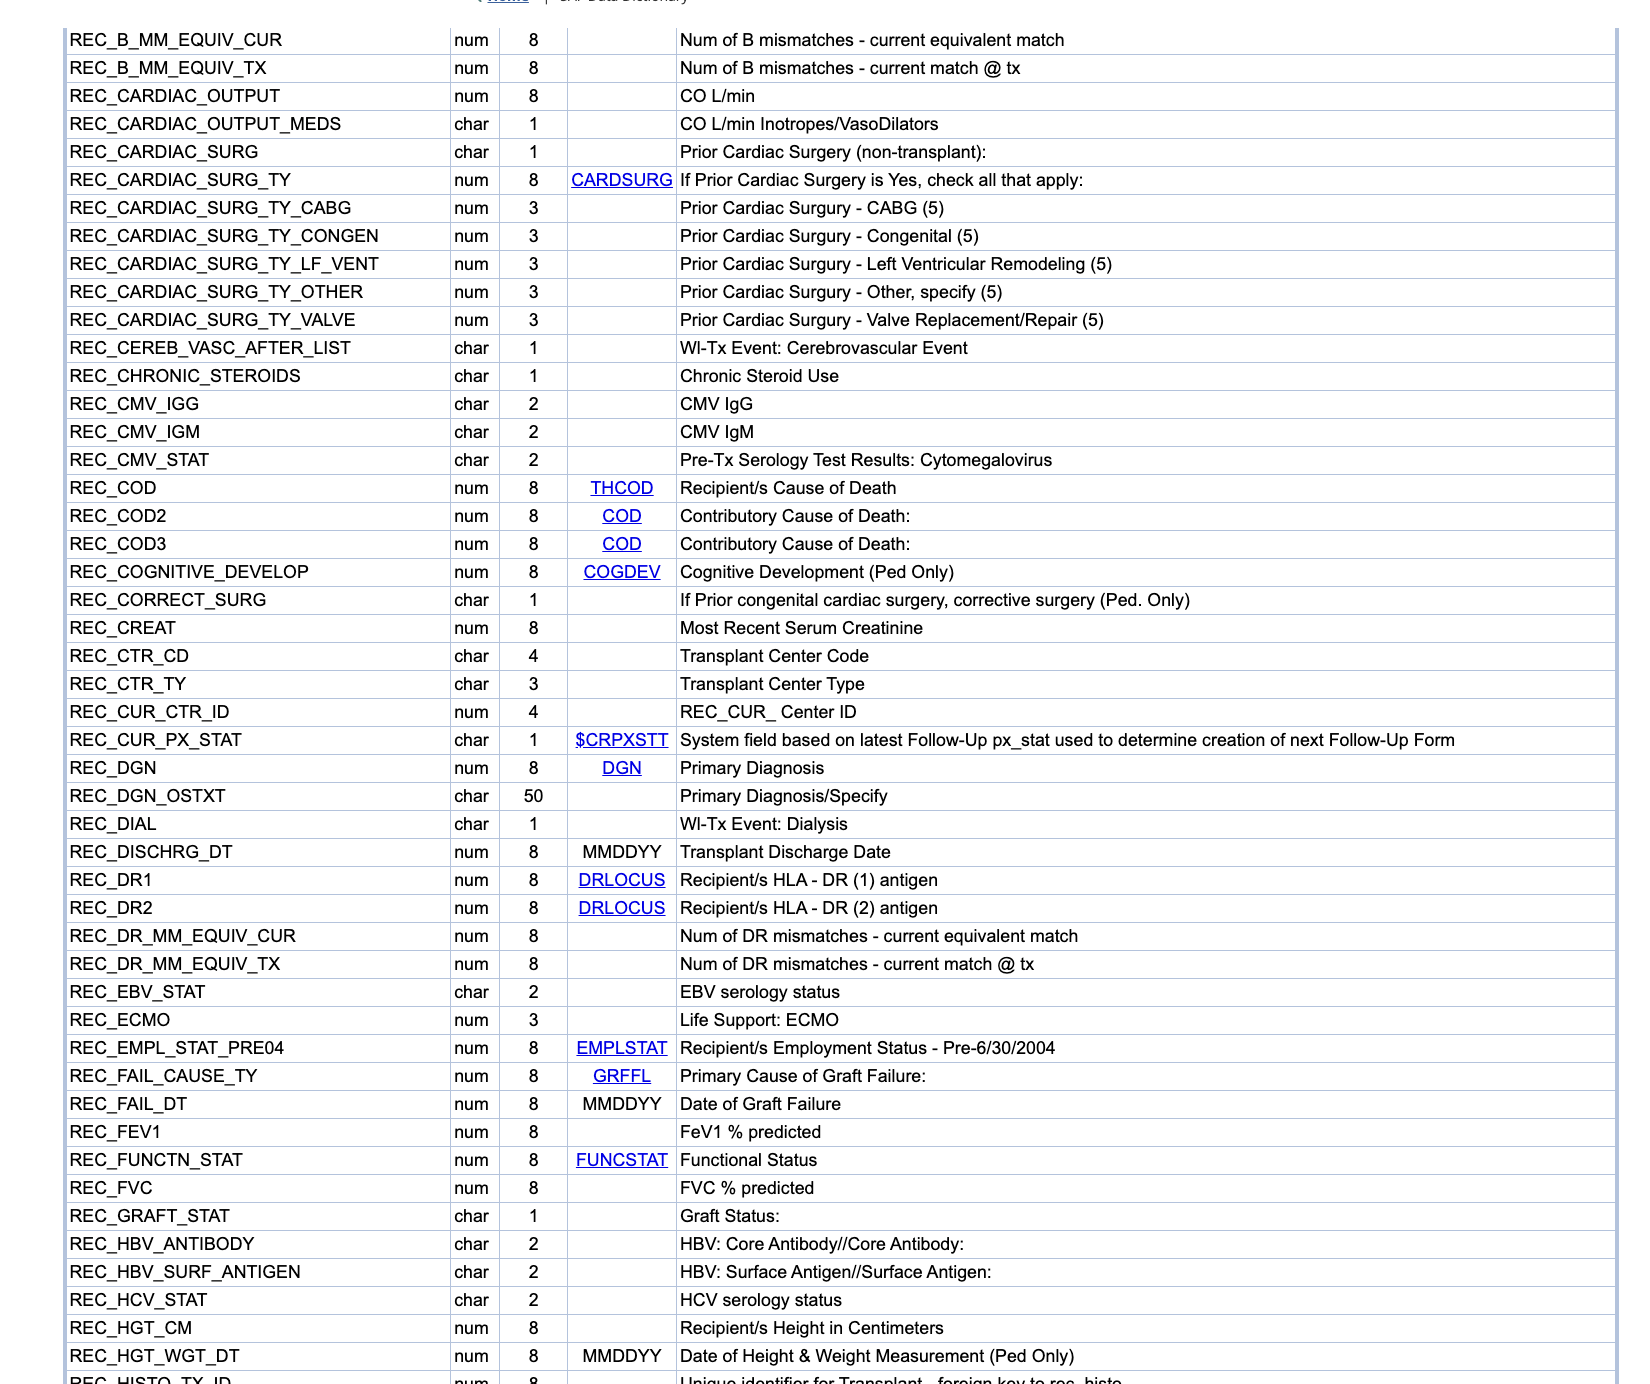 Home | SAF Data Dictionary
REC_B_MM_EQUIV_CUR num 8 Num of B mismatches - current equivalent match
REC_B_MM_EQUIV_TX num 8 Num of B mismatches - current match @ tx
REC_CARDIAC_OUTPUT num 8 CO L/min
REC_CARDIAC_OUTPUT_MEDS char 1 CO L/min Inotropes/VasoDilators
REC_CARDIAC_SURG char 1 Prior Cardiac Surgery (non-transplant):
REC_CARDIAC_SURG_TY num 8 CARDSURG If Prior Cardiac Surgery is Yes, check all that apply:
REC_CARDIAC_SURG_TY_CABG num 3 Prior Cardiac Surgury - CABG (5)
REC_CARDIAC_SURG_TY_CONGEN num 3 Prior Cardiac Surgury - Congenital (5)
REC_CARDIAC_SURG_TY_LF_VENT num 3 Prior Cardiac Surgury - Left Ventricular Remodeling (5)
REC_CARDIAC_SURG_TY_OTHER num 3 Prior Cardiac Surgury - Other, specify (5)
REC_CARDIAC_SURG_TY_VALVE num 3 Prior Cardiac Surgury - Valve Replacement/Repair (5)
REC_CEREB_VASC_AFTER_LIST char 1 Wl-Tx Event: Cerebrovascular Event
REC_CHRONIC_STEROIDS char 1 Chronic Steroid Use
REC_CMV_IGG char 2 CMV IgG
REC_CMV_IGM char 2 CMV IgM
REC_CMV_STAT char 2 Pre-Tx Serology Test Results: Cytomegalovirus
REC_COD num 8 THCOD Recipient/s Cause of Death
REC_COD2 num 8 COD Contributory Cause of Death:
REC_COD3 num 8 COD Contributory Cause of Death:
REC_COGNITIVE_DEVELOP num 8 COGDEV Cognitive Development (Ped Only)
REC_CORRECT_SURG char 1 If Prior congenital cardiac surgery, corrective surgery (Ped. Only)
REC_CREAT num 8 Most Recent Serum Creatinine
REC_CTR_CD char 4 Transplant Center Code
REC_CTR_TY char 3 Transplant Center Type
REC_CUR_CTR_ID num 4 REC_CUR_ Center ID
REC_CUR_PX_STAT char 1 $CRPXSTT System field based on latest Follow-Up px_stat used to determine creation of next Follow-Up Form
REC_DGN num 8 DGN Primary Diagnosis
REC_DGN_OSTXT char 50 Primary Diagnosis/Specify
REC_DIAL char 1 Wl-Tx Event: Dialysis
REC_DISCHRG_DT num 8 MMDDYY Transplant Discharge Date
REC_DR1 num 8 DRLOCUS Recipient/s HLA - DR (1) antigen
REC_DR2 num 8 DRLOCUS Recipient/s HLA - DR (2) antigen
REC_DR_MM_EQUIV_CUR num 8 Num of DR mismatches - current equivalent match
REC_DR_MM_EQUIV_TX num 8 Num of DR mismatches - current match @ tx
REC_EBV_STAT char 2 EBV serology status
REC_ECMO num 3 Life Support: ECMO
REC_EMPL_STAT_PRE04 num 8 EMPLSTAT Recipient/s Employment Status - Pre-6/30/2004
REC_FAIL_CAUSE_TY num 8 GRFFL Primary Cause of Graft Failure:
REC_FAIL_DT num 8 MMDDYY Date of Graft Failure
REC_FEV1 num 8 FeV1 % predicted
REC_FUNCTN_STAT num 8 FUNCSTAT Functional Status
REC_FVC num 8 FVC % predicted
REC_GRAFT_STAT char 1 Graft Status:
REC_HBV_ANTIBODY char 2 HBV: Core Antibody//Core Antibody:
REC_HBV_SURF_ANTIGEN char 2 HBV: Surface Antigen//Surface Antigen:
REC_HCV_STAT char 2 HCV serology status
REC_HGT_CM num 8 Recipient/s Height in Centimeters
REC_HGT_WGT_DT num 8 MMDDYY Date of Height & Weight Measurement (Ped Only)
REC_HISTO_TX_ID num 8 Unique identifier for Transplant - foreign key to rec_histo